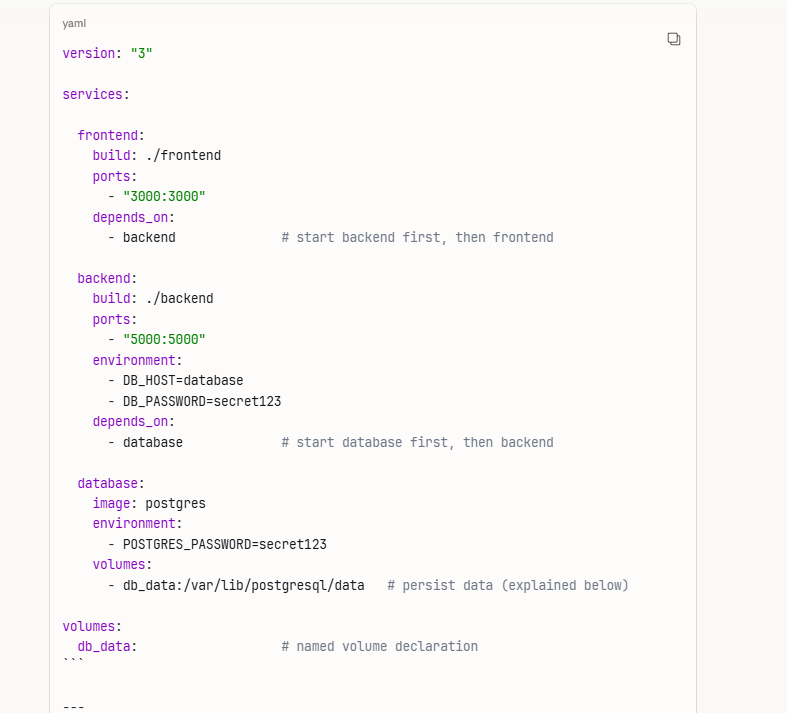 yaml
version: "3"
services:
  frontend:
    build: ./frontend
    ports:
      - "3000:3000"
    depends_on:
      - backend              # start backend first, then frontend
  backend:
    build: ./backend
    ports:
      - "5000:5000"
    environment:
      - DB_HOST=database
      - DB_PASSWORD=secret123
    depends_on:
      - database             # start database first, then backend
  database:
    image: postgres
    environment:
      - POSTGRES_PASSWORD=secret123
    volumes:
      - db_data:/var/lib/postgresql/data   # persist data (explained below)
volumes:
  db_data:                   # named volume declaration
```
---